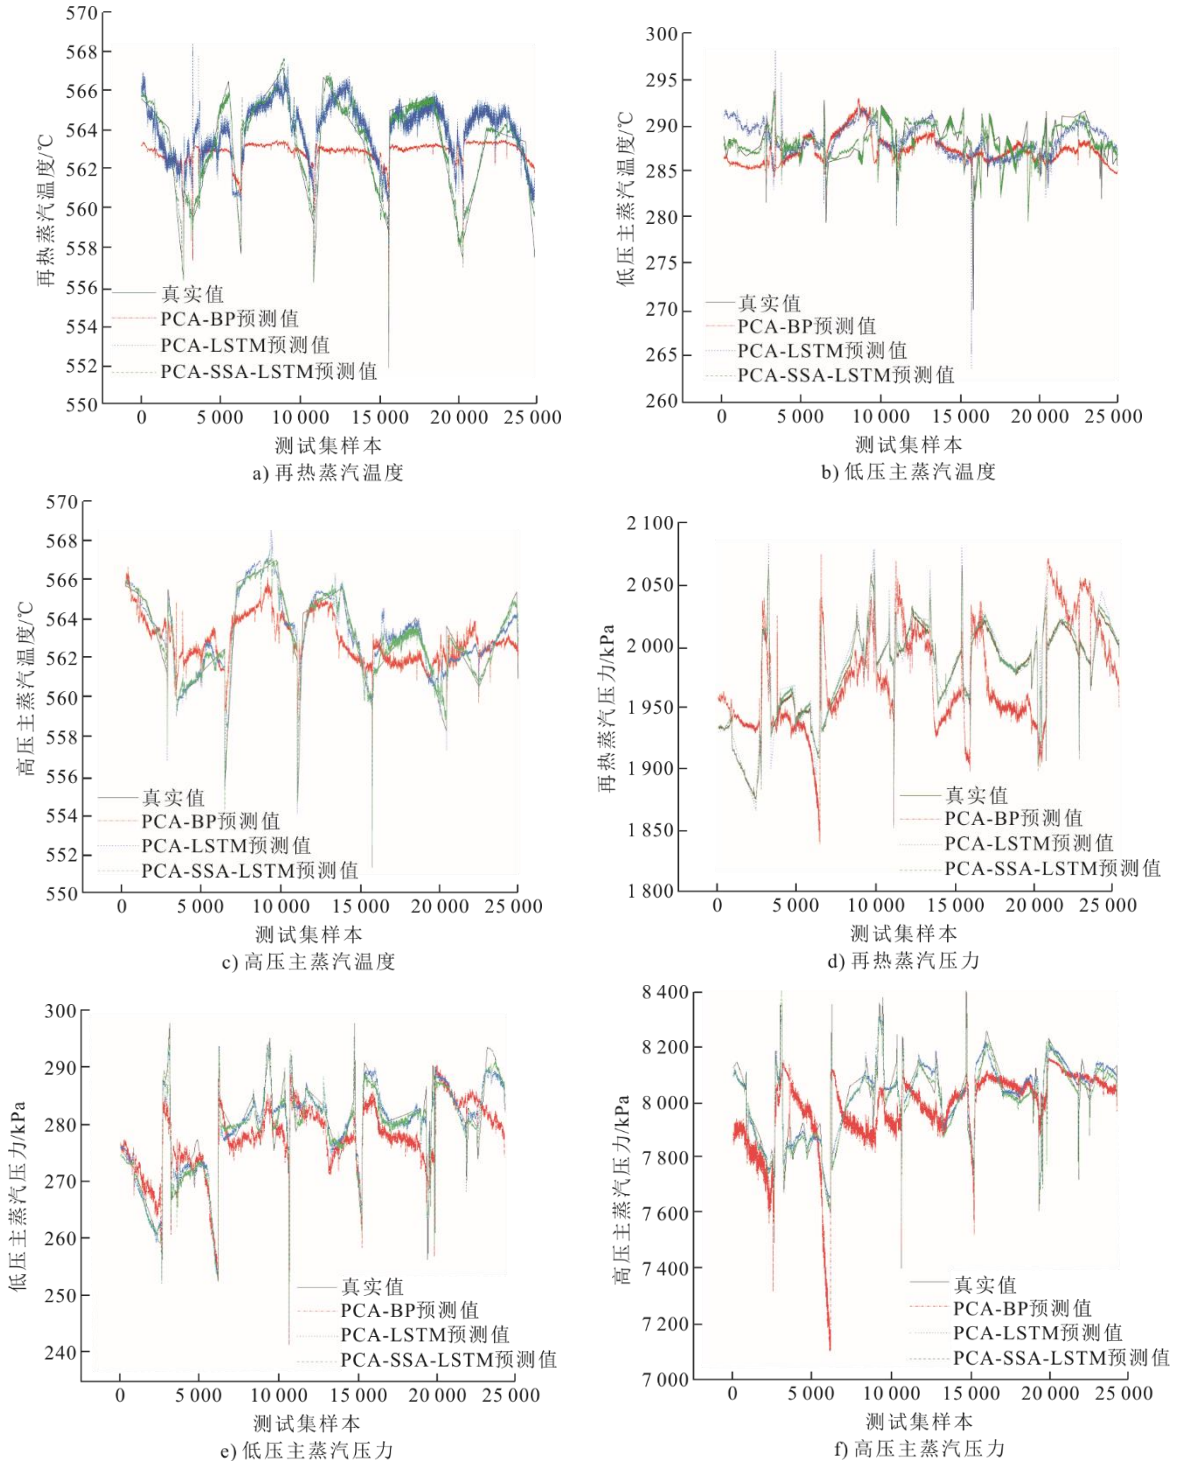 570
568
566
564
562
560
558
556
554
552
550
再热蒸汽温度/℃
真实值
PCA-BP预测值
PCA-LSTM预测值
PCA-SSA-LSTM预测值
0 5 000 10 000 15 000 20 000 25 000
测试集样本
a) 再热蒸汽温度
300
295
290
285
280
275
270
265
260
低压主蒸汽温度/℃
真实值
PCA-BP预测值
PCA-LSTM预测值
PCA-SSA-LSTM预测值
0 5 000 10 000 15 000 20 000 25 000
测试集样本
b) 低压主蒸汽温度
570
568
566
564
562
560
558
556
554
552
550
高压主蒸汽温度/℃
真实值
PCA-BP预测值
PCA-LSTM预测值
PCA-SSA-LSTM预测值
0 5 000 10 000 15 000 20 000 25 000
测试集样本
c) 高压主蒸汽温度
2 100
2 050
2 000
1 950
1 900
1 850
1 800
再热蒸汽压力/kPa
真实值
PCA-BP预测值
PCA-LSTM预测值
PCA-SSA-LSTM预测值
0 5 000 10 000 15 000 20 000 25 000
测试集样本
d) 再热蒸汽压力
300
290
280
270
260
250
240
低压主蒸汽压力/kPa
真实值
PCA-BP预测值
PCA-LSTM预测值
PCA-SSA-LSTM预测值
0 5 000 10 000 15 000 20 000 25 000
测试集样本
e) 低压主蒸汽压力
8 400
8 200
8 000
7 800
7 600
7 400
7 200
7 000
高压主蒸汽压力/kPa
真实值
PCA-BP预测值
PCA-LSTM预测值
PCA-SSA-LSTM预测值
0 5 000 10 000 15 000 20 000 25 000
测试集样本
f) 高压主蒸汽压力